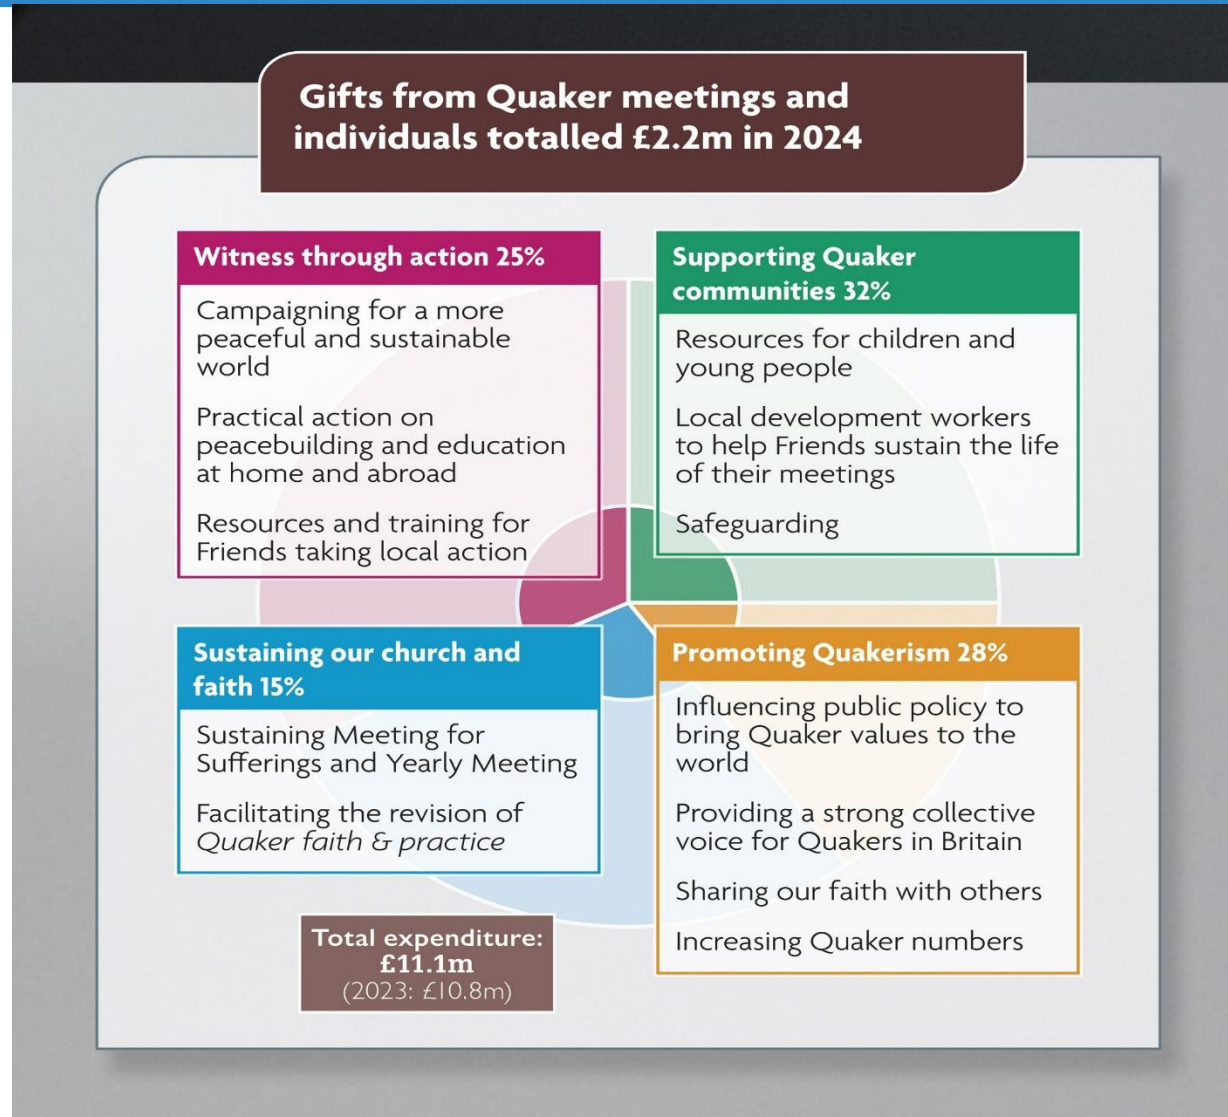 Gifts from Quaker meetings and
individuals totalled £2.2m in 2024
Witness through action 25%
Campaigning for a more
peaceful and sustainable
world
Practical action on
peacebuilding and education
at home and abroad
Resources and training for
Friends taking local action
Supporting Quaker
communities 32%
Resources for children and
young people
Local development workers
to help Friends sustain the life
of their meetings
Safeguarding
Sustaining our church and
faith 15%
Sustaining Meeting for
Sufferings and Yearly Meeting
Facilitating the revision of
Quaker faith & practice
Promoting Quakerism 28%
Influencing public policy to
bring Quaker values to the
world
Providing a strong collective
voice for Quakers in Britain
Sharing our faith with others
Increasing Quaker numbers
Total expenditure:
£11.1m
(2023: £10.8m)